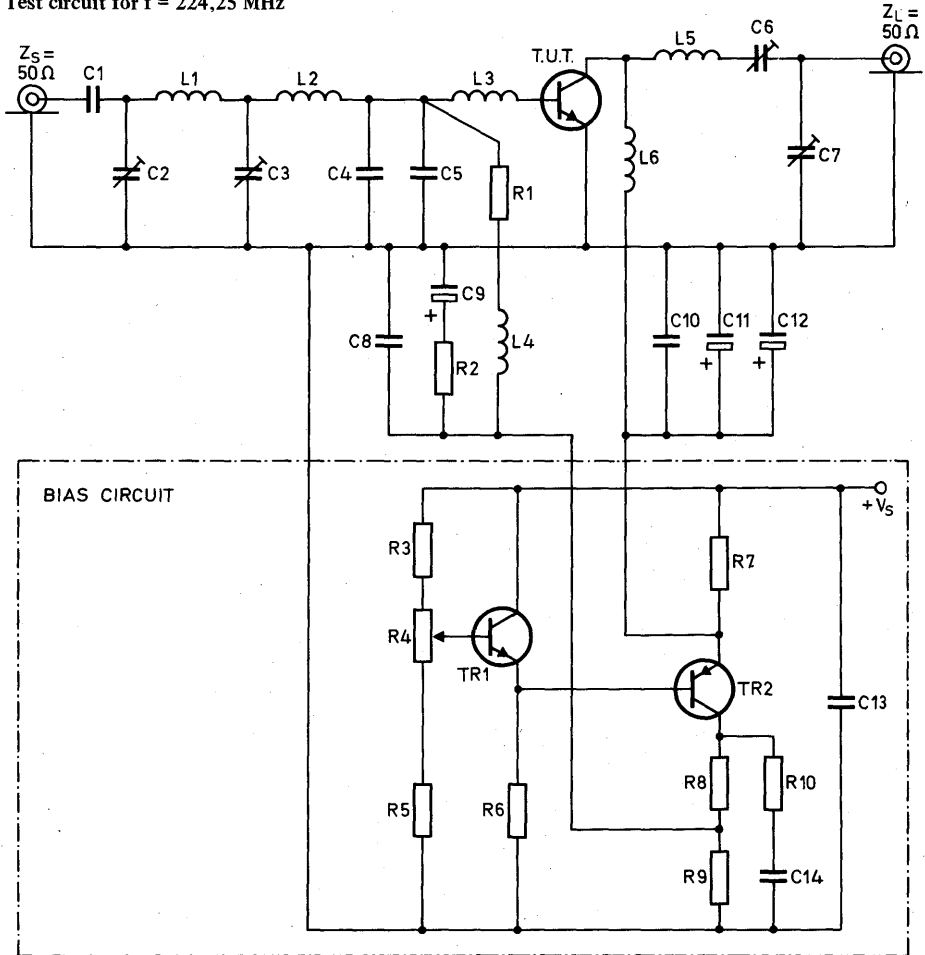 Test circuit for f = 224,25 MHz
ZS =
50 Ω
C1
L1
L2
L3
T.U.T.
L5
C6
ZL =
50 Ω
C2
C3
C4
C5
R1
L6
C7
C8
C9
+
R2
L4
C10
C11
+
C12
+
BIAS CIRCUIT
+VS
R3
R7
R4
TR1
TR2
C13
R5
R6
R8
R10
R9
C14